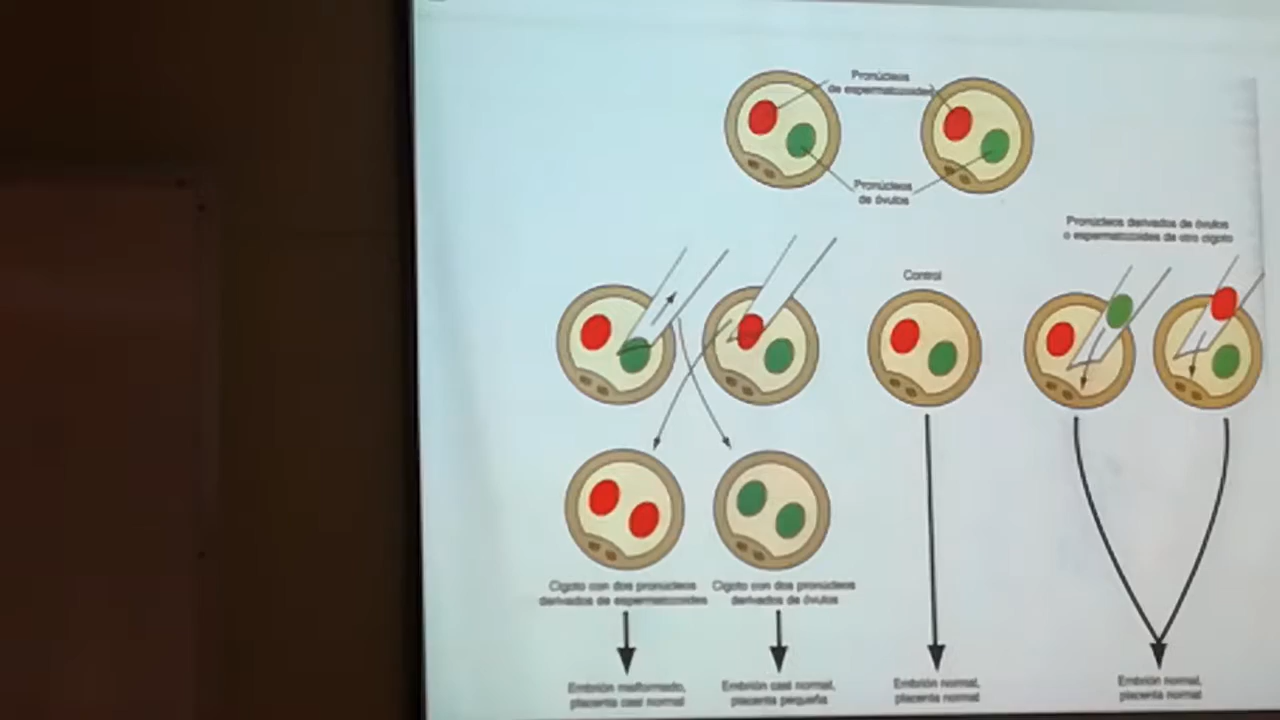 Pronúcleos
de espermatozoides
Pronúcleos
de óvulos
Pronúcleos derivados de óvulos
o espermatozoides de otro cigoto
Control
Cigoto con dos pronúcleos
derivados de espermatozoides
Cigoto con dos pronúcleos
derivados de óvulos
Embrión malformado,
placenta casi normal
Embrión casi normal,
placenta pequeña
Embrión normal,
placenta normal
Embrión normal,
placenta normal